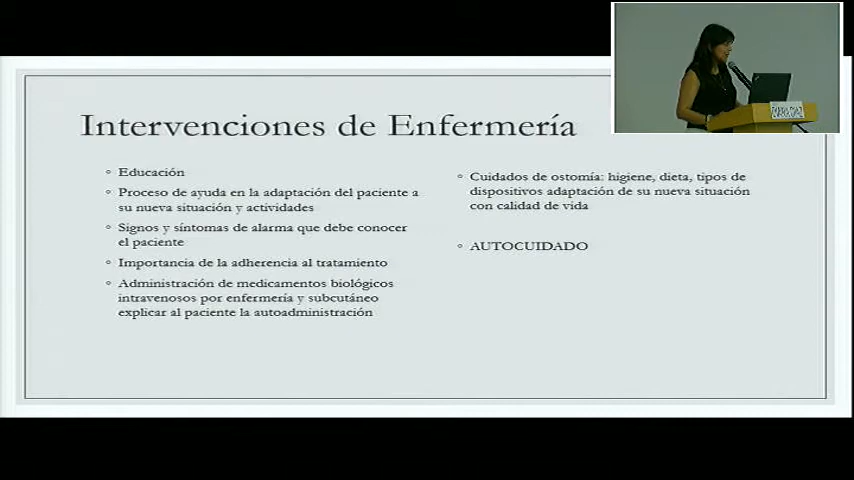 Intervenciones de Enfermería
◦ Educación
◦ Proceso de ayuda en la adaptación del paciente a
su nueva situación y actividades
◦ Signos y síntomas de alarma que debe conocer
el paciente
◦ Importancia de la adherencia al tratamiento
◦ Administración de medicamentos biológicos
intravenosos por enfermería y subcutáneo
explicar al paciente la autoadministración
◦ Cuidados de ostomía: higiene, dieta, tipos de
dispositivos adaptación de su nueva situación
con calidad de vida
◦ AUTOCUIDADO